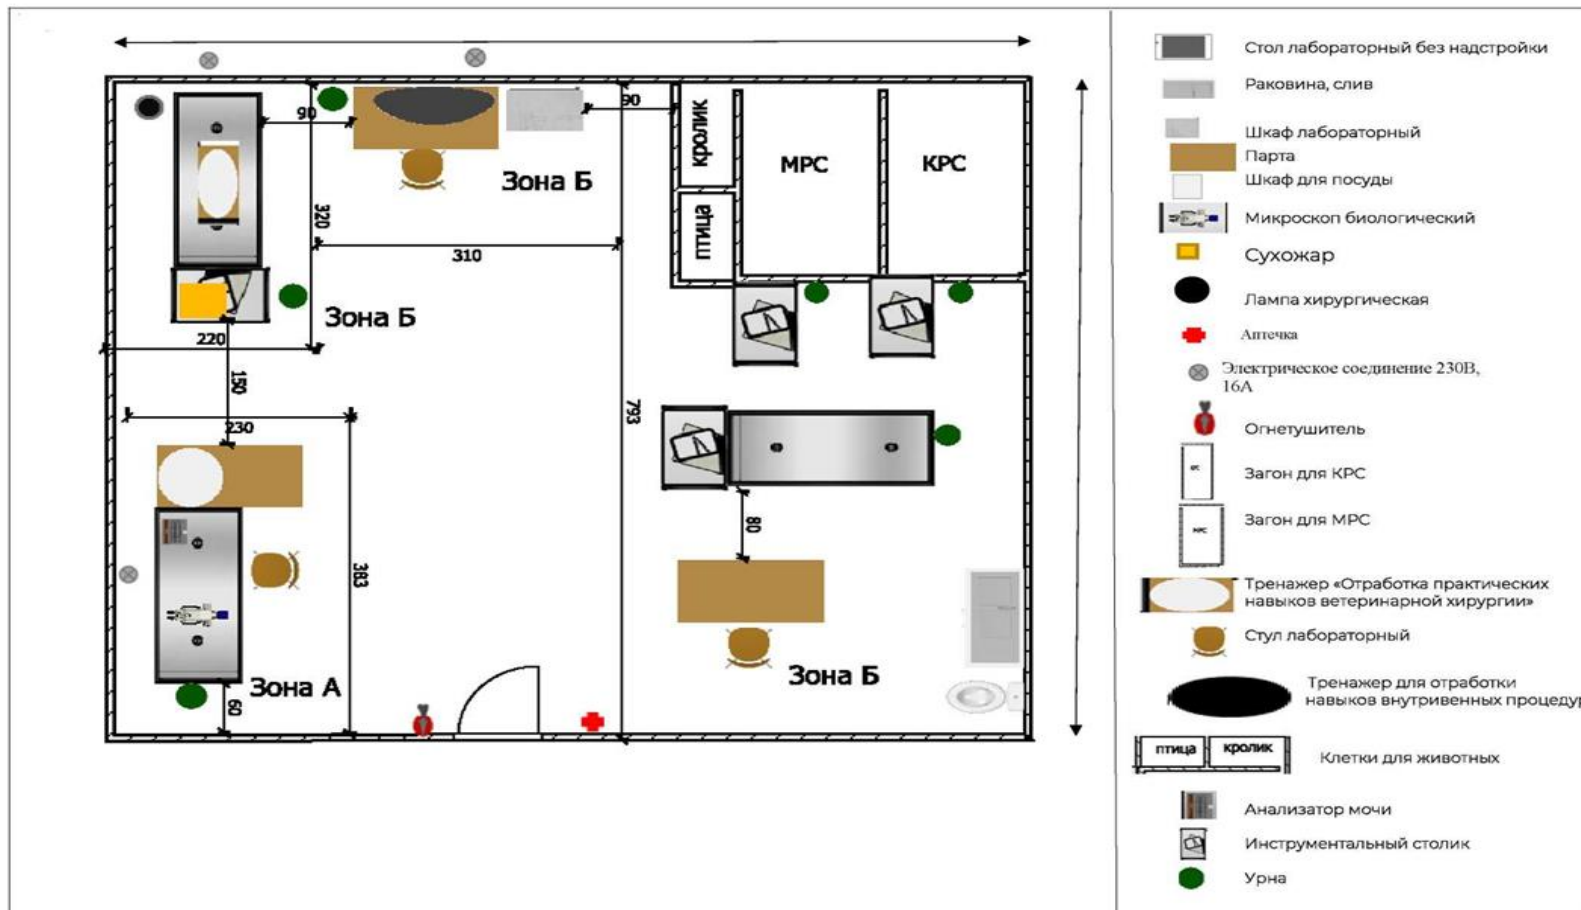 90
Зона Б
320
310
90
кролик
птица
МРС
КРС
Зона Б
220
150
230
793
80
383
Зона А
60
Зона Б
Стол лабораторный без надстройки
Раковина, слив
Шкаф лабораторный
Парта
Шкаф для посуды
Микроскоп биологический
Сухожар
Лампа хирургическая
Аптечка
Электрическое соединение 230В,
16А
Огнетушитель
КРС
Загон для КРС
МРС
Загон для МРС
Тренажер «Отработка практических
навыков ветеринарной хирургии»
Стул лабораторный
Тренажер для отработки
навыков внутривенных процедур
птица
кролик
Клетки для животных
Анализатор мочи
Инструментальный столик
Урна